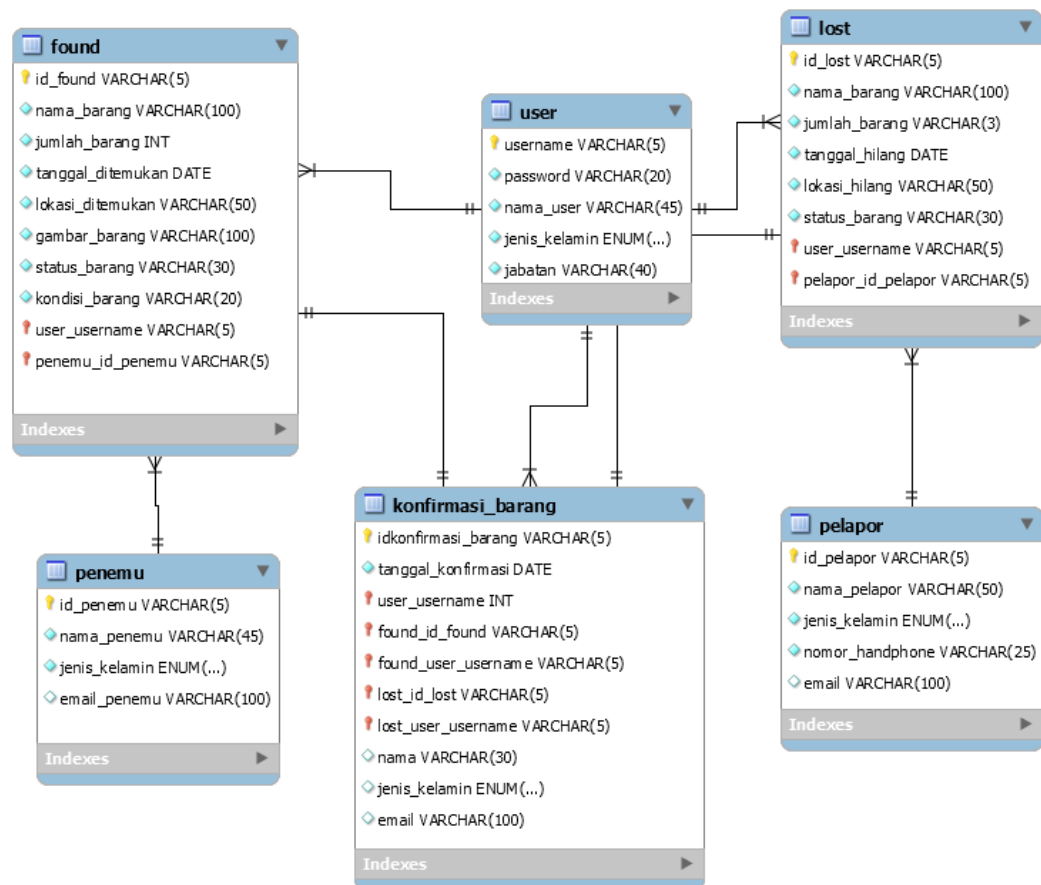 found
id_found VARCHAR(5)
nama_barang VARCHAR(100)
jumlah_barang INT
tanggal_ditemukan DATE
lokasi_ditemukan VARCHAR(50)
gambar_barang VARCHAR(100)
status_barang VARCHAR(30)
kondisi_barang VARCHAR(20)
user_username VARCHAR(5)
penemu_id_penemu VARCHAR(5)
Indexes
user
username VARCHAR(5)
password VARCHAR(20)
nama_user VARCHAR(45)
jenis_kelamin ENUM(...)
jabatan VARCHAR(40)
Indexes
lost
id_lost VARCHAR(5)
nama_barang VARCHAR(100)
jumlah_barang VARCHAR(3)
tanggal_hilang DATE
lokasi_hilang VARCHAR(50)
status_barang VARCHAR(30)
user_username VARCHAR(5)
pelapor_id_pelapor VARCHAR(5)
Indexes
penemu
id_penemu VARCHAR(5)
nama_penemu VARCHAR(45)
jenis_kelamin ENUM(...)
email_penemu VARCHAR(100)
Indexes
konfirmasi_barang
idkonfirmasi_barang VARCHAR(5)
tanggal_konfirmasi DATE
user_username INT
found_id_found VARCHAR(5)
found_user_username VARCHAR(5)
lost_id_lost VARCHAR(5)
lost_user_username VARCHAR(5)
nama VARCHAR(30)
jenis_kelamin ENUM(...)
email VARCHAR(100)
Indexes
pelapor
id_pelapor VARCHAR(5)
nama_pelapor VARCHAR(50)
jenis_kelamin ENUM(...)
nomor_handphone VARCHAR(25)
email VARCHAR(100)
Indexes